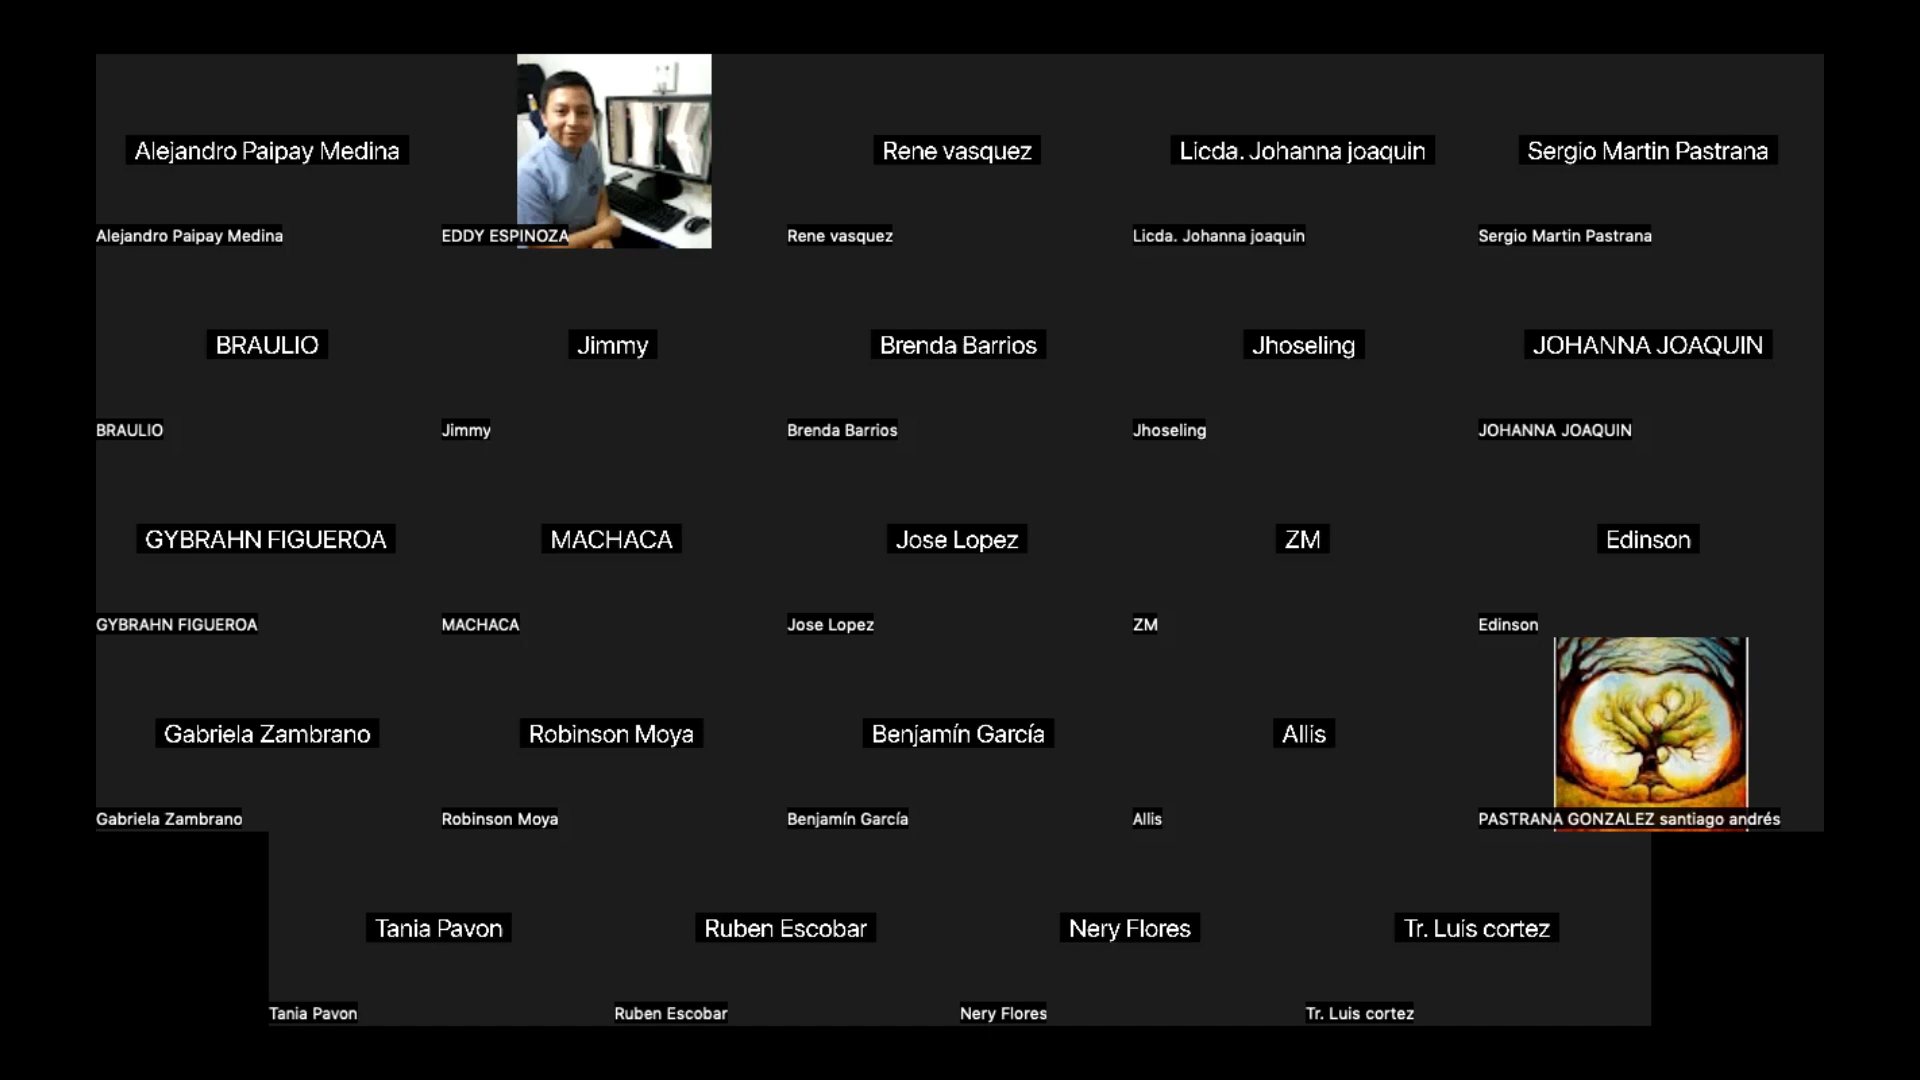 Alejandro Paipay Medina
Rene vasquez
Licda. Johanna joaquin
Sergio Martin Pastrana
Alejandro Paipay Medina
EDDY ESPINOZA
Rene vasquez
Licda. Johanna joaquin
Sergio Martin Pastrana
BRAULIO
Jimmy
Brenda Barrios
Jhoseling
JOHANNA JOAQUIN
BRAULIO
Jimmy
Brenda Barrios
Jhoseling
JOHANNA JOAQUIN
GYBRAHN FIGUEROA
MACHACA
Jose Lopez
ZM
Edinson
GYBRAHN FIGUEROA
MACHACA
Jose Lopez
ZM
Edinson
Gabriela Zambrano
Robinson Moya
Benjamín García
Allis
Gabriela Zambrano
Robinson Moya
Benjamín García
Allis
PASTRANA GONZALEZ santiago andrés
Tania Pavon
Ruben Escobar
Nery Flores
Tr. Luis cortez
Tania Pavon
Ruben Escobar
Nery Flores
Tr. Luis cortez